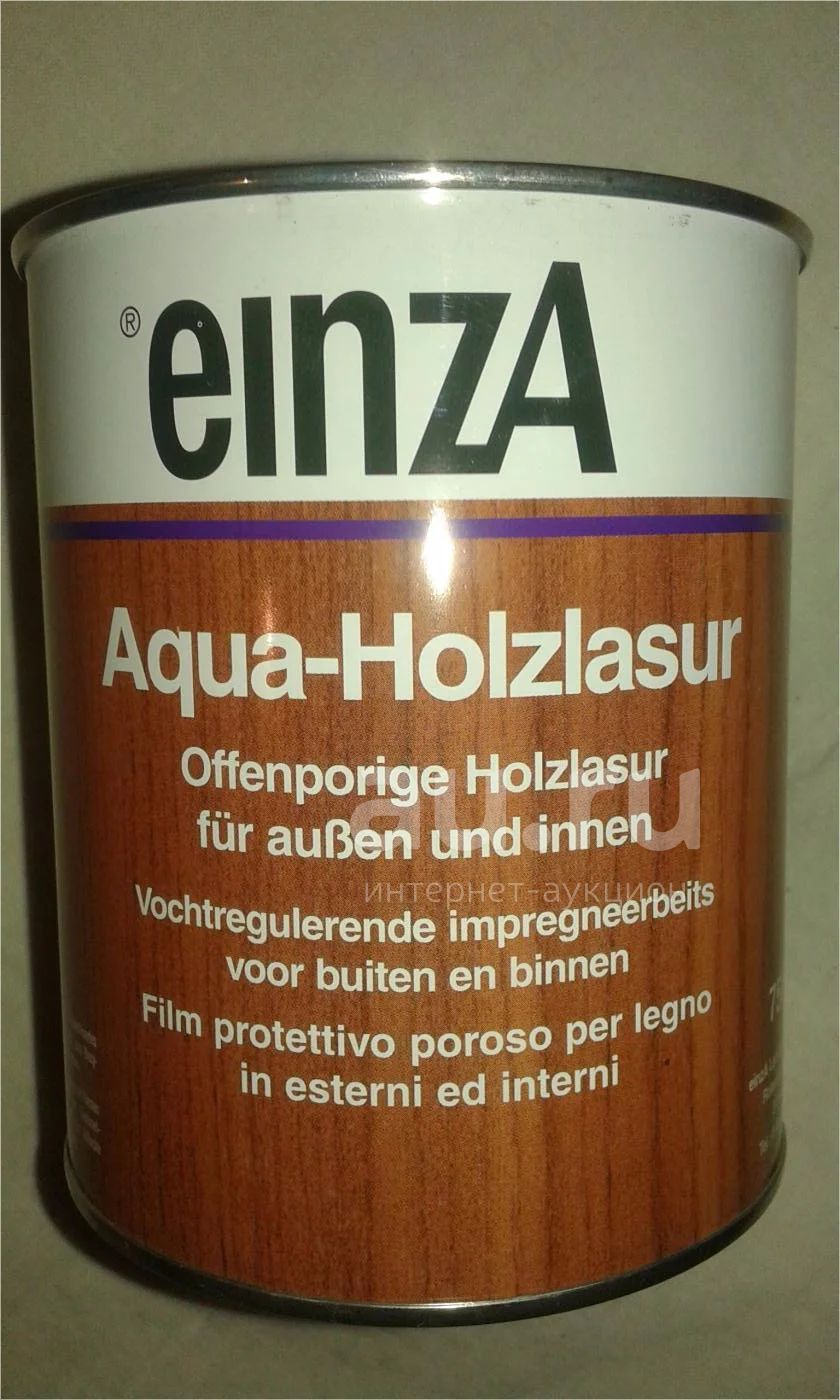 ®
einzA
Aqua-Holzlasur
Offenporige Holzlasur
für außen und innen
au.ru
интернет-аукцион
Vochtregulerende impregneerbeits
voor buiten en binnen
Film protettivo poroso per legno
in esterni ed interni
einzA